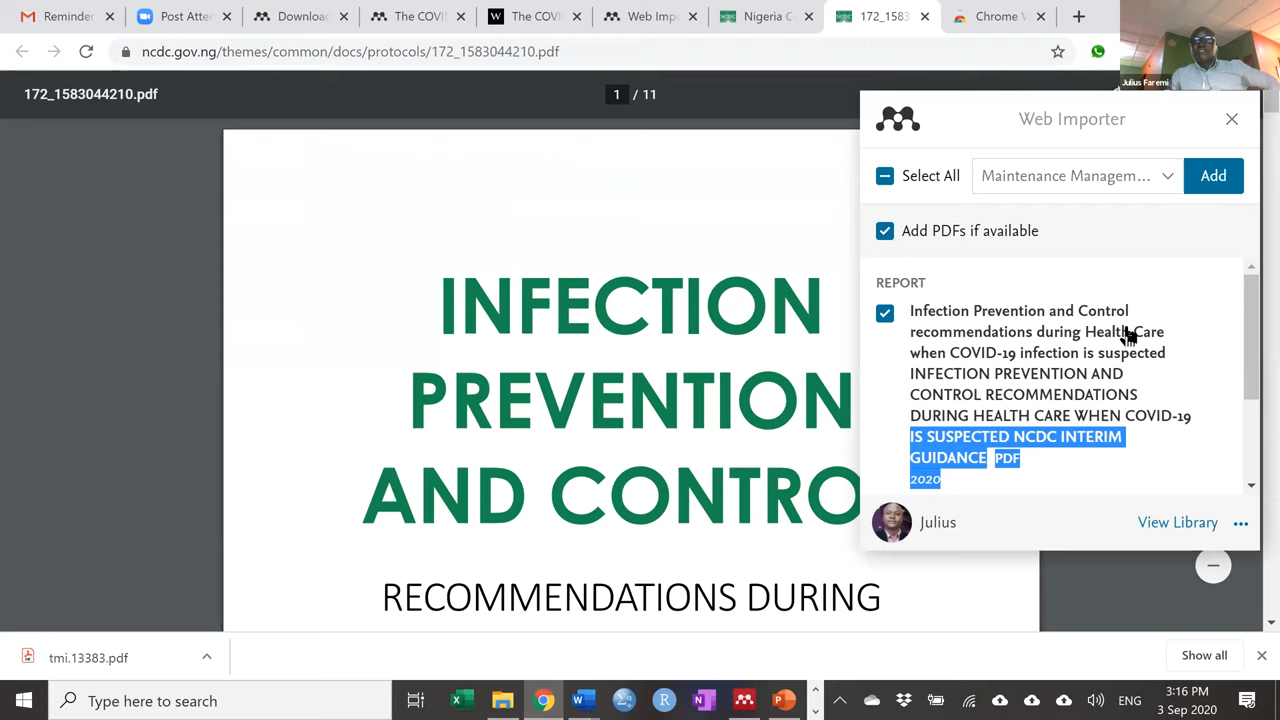 Reminder
Post Atter
Download
The COVI
The COVI
Web Impo
Nigeria C
172_1583
Chrome W
ncdc.gov.ng/themes/common/docs/protocols/172_1583044210.pdf
Julius Faremi
172_1583044210.pdf
1 / 11
INFECTION
PREVENTION
AND CONTRO
RECOMMENDATIONS DURING
Web Importer
Select All
Maintenance Managem...
Add
Add PDFs if available
REPORT
Infection Prevention and Control
recommendations during Health Care
when COVID-19 infection is suspected
INFECTION PREVENTION AND
CONTROL RECOMMENDATIONS
DURING HEALTH CARE WHEN COVID-19
IS SUSPECTED NCDC INTERIM
GUIDANCE PDF
2020
Julius
View Library
tmi.13383.pdf
Show all
Type here to search
ENG
3:16 PM
3 Sep 2020